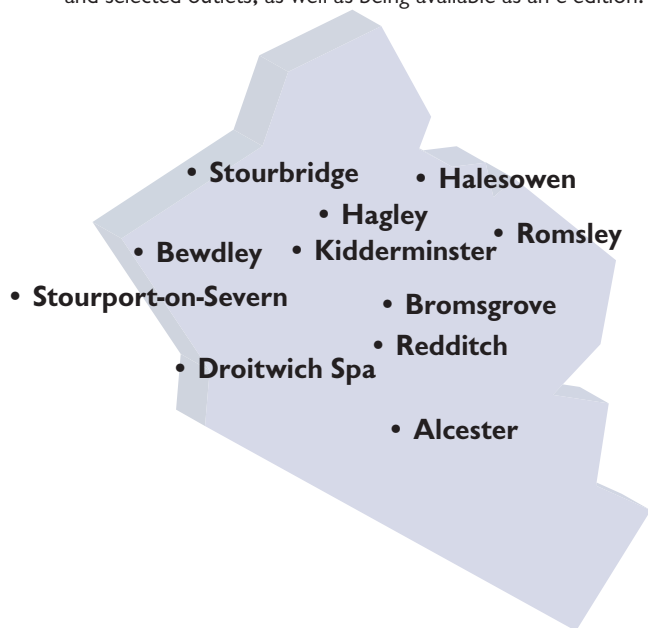 and selected outlets, as well as being available as an e edition.
• Stourbridge
• Halesowen
• Hagley
• Romsley
• Bewdley
• Kidderminster
• Stourport-on-Severn
• Bromsgrove
• Redditch
• Droitwich Spa
• Alcester